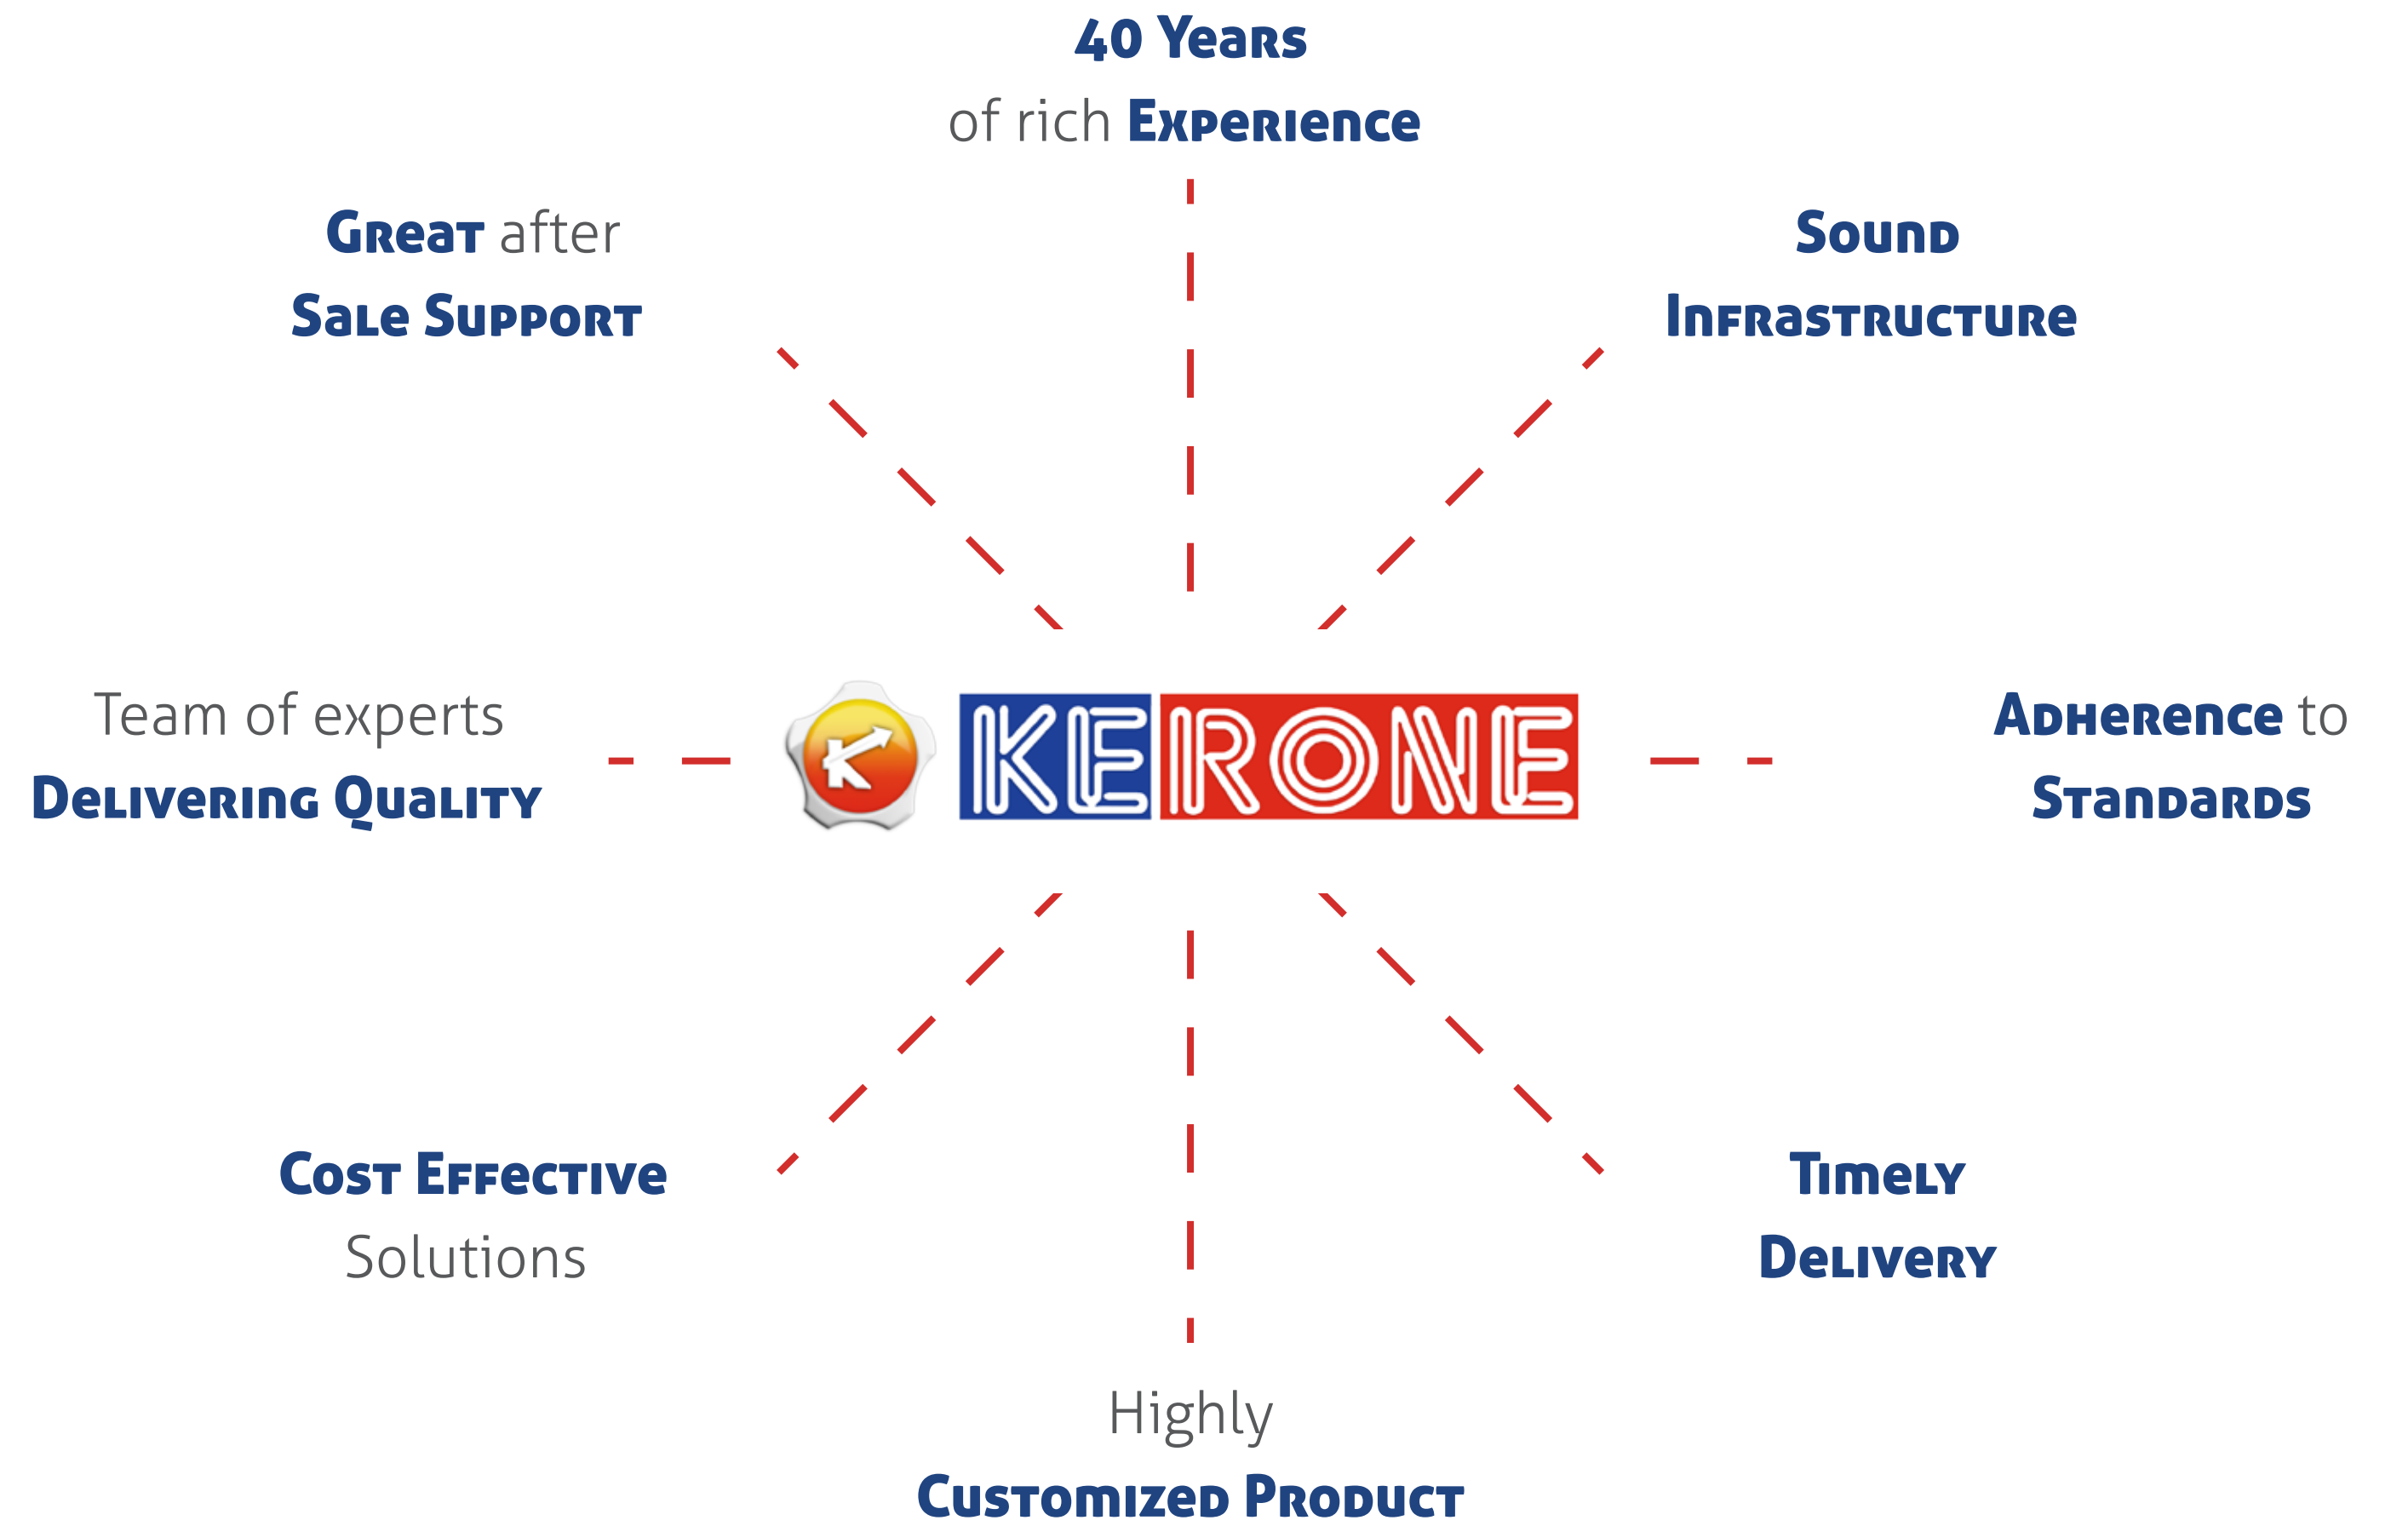 40 Years
of rich Experience
Great after
Sale Support
Sound
Infrastructure
Team of experts
Delivering Quality
K
KERONE
Adherence to
Standards
Cost Effective
Solutions
Timely
Delivery
Highly
Customized Product